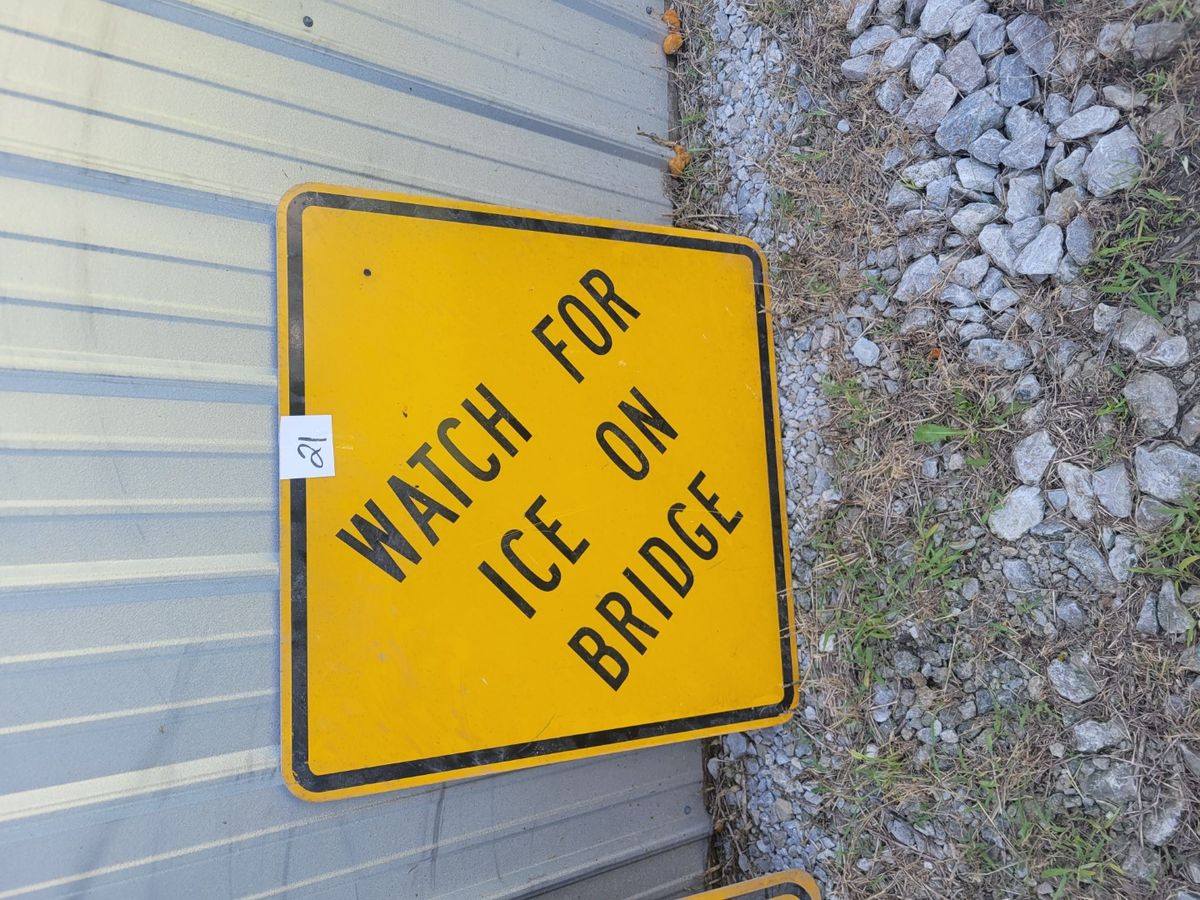 WATCH FOR
ICE ON
BRIDGE
21